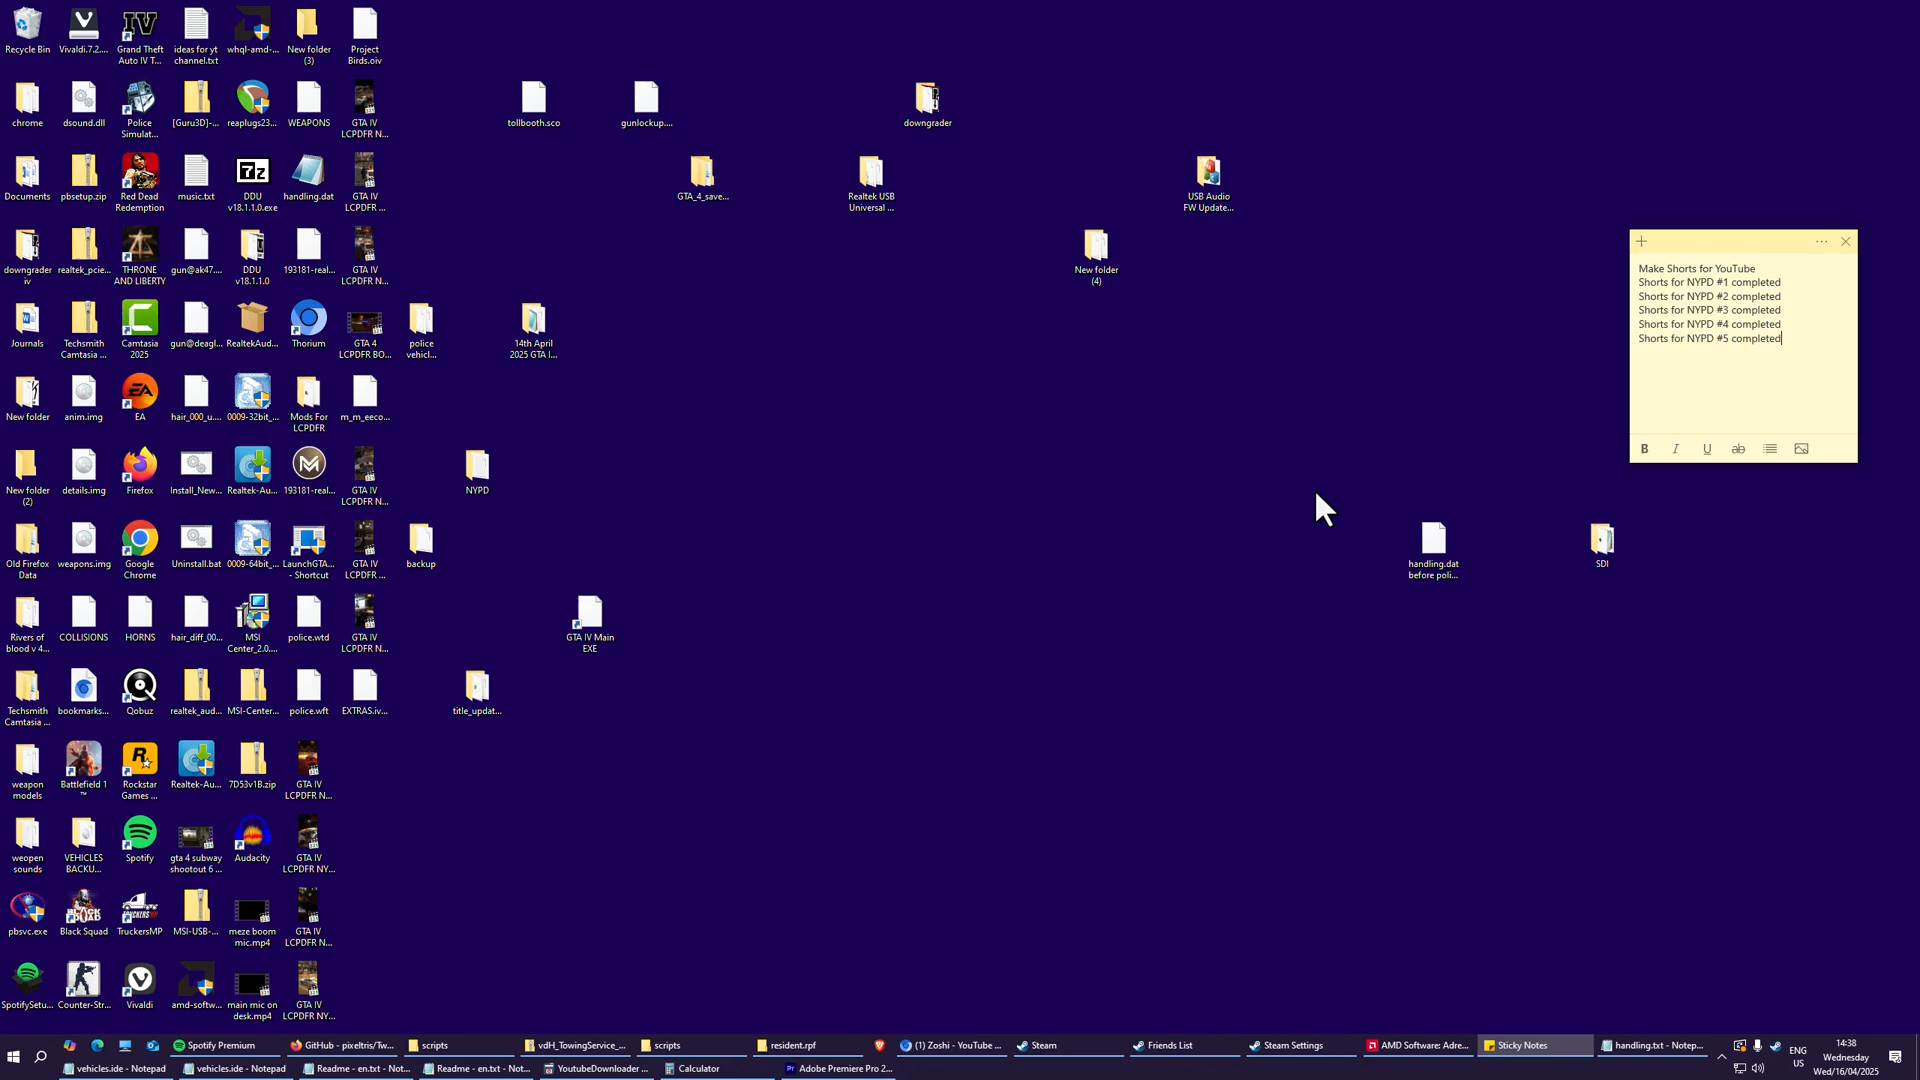 Recycle Bin
Vivaldi.7.2....
Grand Theft
Auto IV T...
ideas for yt
channel.txt
whql-amd-...
New folder
(3)
Project
Birds.oiv
chrome
dsound.dll
Police
Simulat...
[Guru3D]-...
reaplugs23...
WEAPONS
GTA IV
LCPDFR N...
tollbooth.sco
gunlockup....
downgrader
Documents
pbsetup.zip
Red Dead
Redemption
music.txt
DDU
v18.1.1.0.exe
handling.dat
GTA IV
LCPDFR ...
GTA_4_save...
Realtek USB
Universal ...
USB Audio
FW Update...
downgrader
iv
realtek_pcie...
THRONE
AND LIBERTY
gun@ak47....
DDU
v18.1.1.0
193181-real...
GTA IV
LCPDFR N...
New folder
(4)
Make Shorts for YouTube
Shorts for NYPD #1 completed
Shorts for NYPD #2 completed
Shorts for NYPD #3 completed
Shorts for NYPD #4 completed
Shorts for NYPD #5 completed
Journals
Techsmith
Camtasia ...
Camtasia
2025
gun@deagl...
RealtekAud...
Thorium
GTA 4
LCPDFR BO...
police
vehicl...
14th April
2025 GTA I...
New folder
anim.img
EA
hair_000_u....
0009-32bit_...
Mods For
LCPDFR
m_m_eeco...
New folder
(2)
details.img
Firefox
Install_New...
Realtek-Au...
193181-real...
GTA IV
LCPDFR N...
NYPD
Old Firefox
Data
weapons.img
Google
Chrome
Uninstall.bat
0009-64bit_...
LaunchGTA...
- Shortcut
GTA IV
LCPDFR ...
backup
handling.dat
before poli...
SDI
Rivers of
blood v 4...
COLLISIONS
HORNS
hair_diff_00...
MSI
Center_2.0....
police.wtd
GTA IV
LCPDFR N...
GTA IV Main
EXE
Techsmith
Camtasia ...
bookmarks...
Qobuz
realtek_aud...
MSI-Center...
police.wft
EXTRAS.iv...
title_updat...
weapon
models
Battlefield 1
™
Rockstar
Games ...
Realtek-Au...
7D53v1B.zip
GTA IV
LCPDFR N...
weopen
sounds
VEHICLES
BACKU...
Spotify
gta 4 subway
shootout 6 ...
Audacity
GTA IV
LCPDFR NY...
pbsvc.exe
Black Squad
TruckersMP
MSI-USB-...
meze boom
mic.mp4
GTA IV
LCPDFR N...
SpotifySetu...
Counter-Str...
Vivaldi
amd-softw...
main mic on
desk.mp4
GTA IV
LCPDFR NY...
Spotify Premium
GitHub - pixeltris/Tw...
scripts
vdH_TowingService_...
scripts
resident.rpf
(1) Zoshi - YouTube ...
Steam
Friends List
Steam Settings
AMD Software: Adre...
Sticky Notes
handling.txt - Notep...
vehicles.ide - Notepad
vehicles.ide - Notepad
Readme - en.txt - Not...
Readme - en.txt - Not...
YoutubeDownloader ...
Calculator
Adobe Premiere Pro 2...
ENG
US
14:38
Wednesday
Wed/16/04/2025